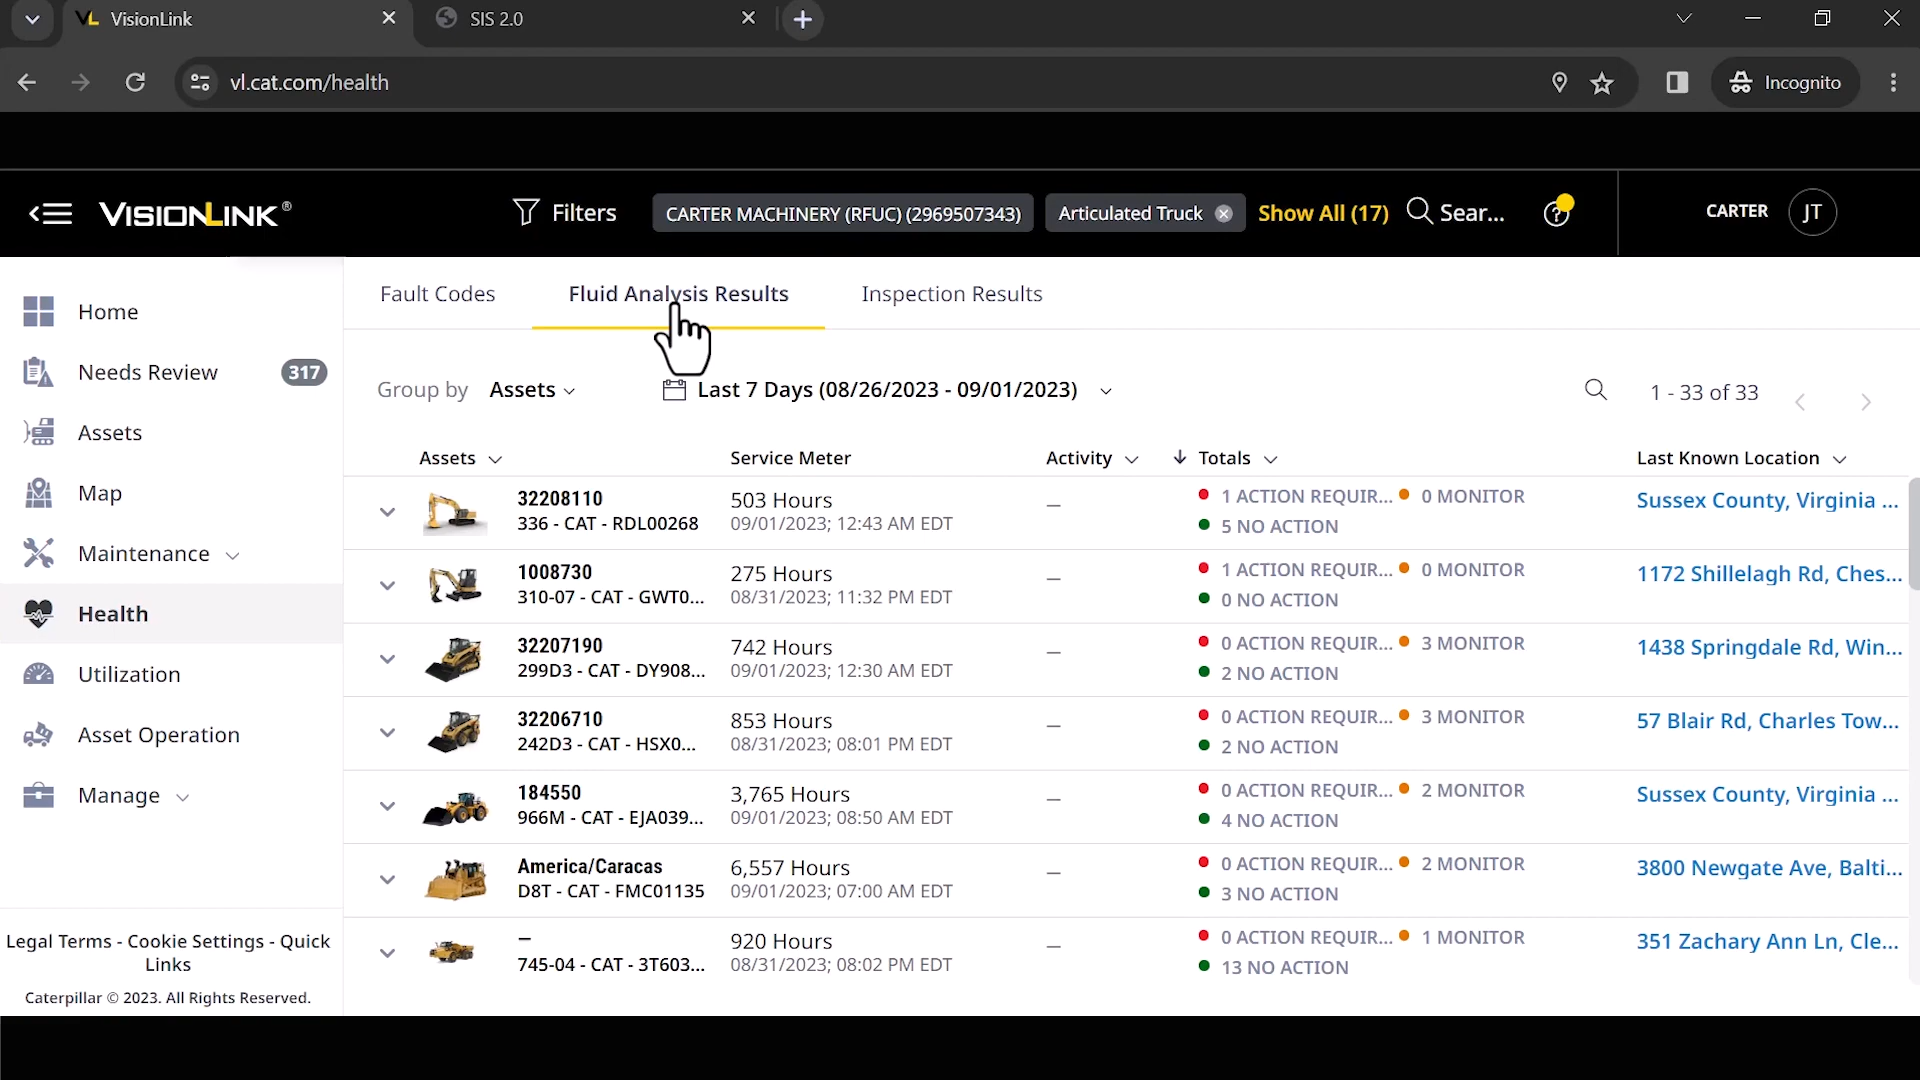 VL VisionLink
SIS 2.0
vl.cat.com/health
Incognito
VISIONLINK®
Filters
CARTER MACHINERY (RFUC) (2969507343)
Articulated Truck
Show All (17)
Sear...
CARTER
JT
Home
Needs Review 317
Assets
Map
Maintenance
Health
Utilization
Asset Operation
Manage
Legal Terms - Cookie Settings - Quick
Links
Caterpillar © 2023. All Rights Reserved.
Fault Codes Fluid Analysis Results Inspection Results
Group by Assets Last 7 Days (08/26/2023 - 09/01/2023) 1 - 33 of 33
Assets Service Meter Activity Totals Last Known Location
32208110 503 Hours — 1 ACTION REQUIR... 0 MONITOR Sussex County, Virginia ...
336 - CAT - RDL00268 09/01/2023; 12:43 AM EDT 5 NO ACTION
1008730 275 Hours — 1 ACTION REQUIR... 0 MONITOR 1172 Shillelagh Rd, Ches...
310-07 - CAT - GWT0... 08/31/2023; 11:32 PM EDT 0 NO ACTION
32207190 742 Hours — 0 ACTION REQUIR... 3 MONITOR 1438 Springdale Rd, Win...
299D3 - CAT - DY908... 09/01/2023; 12:30 AM EDT 2 NO ACTION
32206710 853 Hours — 0 ACTION REQUIR... 3 MONITOR 57 Blair Rd, Charles Tow...
242D3 - CAT - HSX0... 08/31/2023; 08:01 PM EDT 2 NO ACTION
184550 3,765 Hours — 0 ACTION REQUIR... 2 MONITOR Sussex County, Virginia ...
966M - CAT - EJA039... 09/01/2023; 08:50 AM EDT 4 NO ACTION
America/Caracas 6,557 Hours — 0 ACTION REQUIR... 2 MONITOR 3800 Newgate Ave, Balti...
D8T - CAT - FMC01135 09/01/2023; 07:00 AM EDT 3 NO ACTION
— 920 Hours — 0 ACTION REQUIR... 1 MONITOR 351 Zachary Ann Ln, Cle...
745-04 - CAT - 3T603... 08/31/2023; 08:02 PM EDT 13 NO ACTION